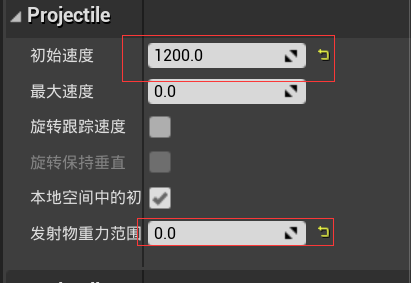 Projectile
初始速度 1200.0
最大速度 0.0
旋转跟踪速度
旋转保持垂直
本地空间中的初
发射物重力范围 0.0